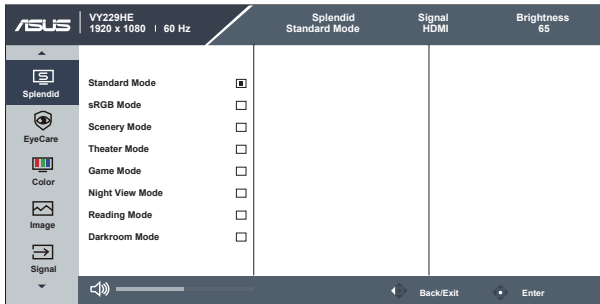 ASUS
VY229HE
1920 x 1080 | 60 Hz
Splendid
Standard Mode
Signal
HDMI
Brightness
65
Splendid
EyeCare
Color
Image
Signal
Standard Mode
sRGB Mode
Scenery Mode
Theater Mode
Game Mode
Night View Mode
Reading Mode
Darkroom Mode
Back/Exit
Enter